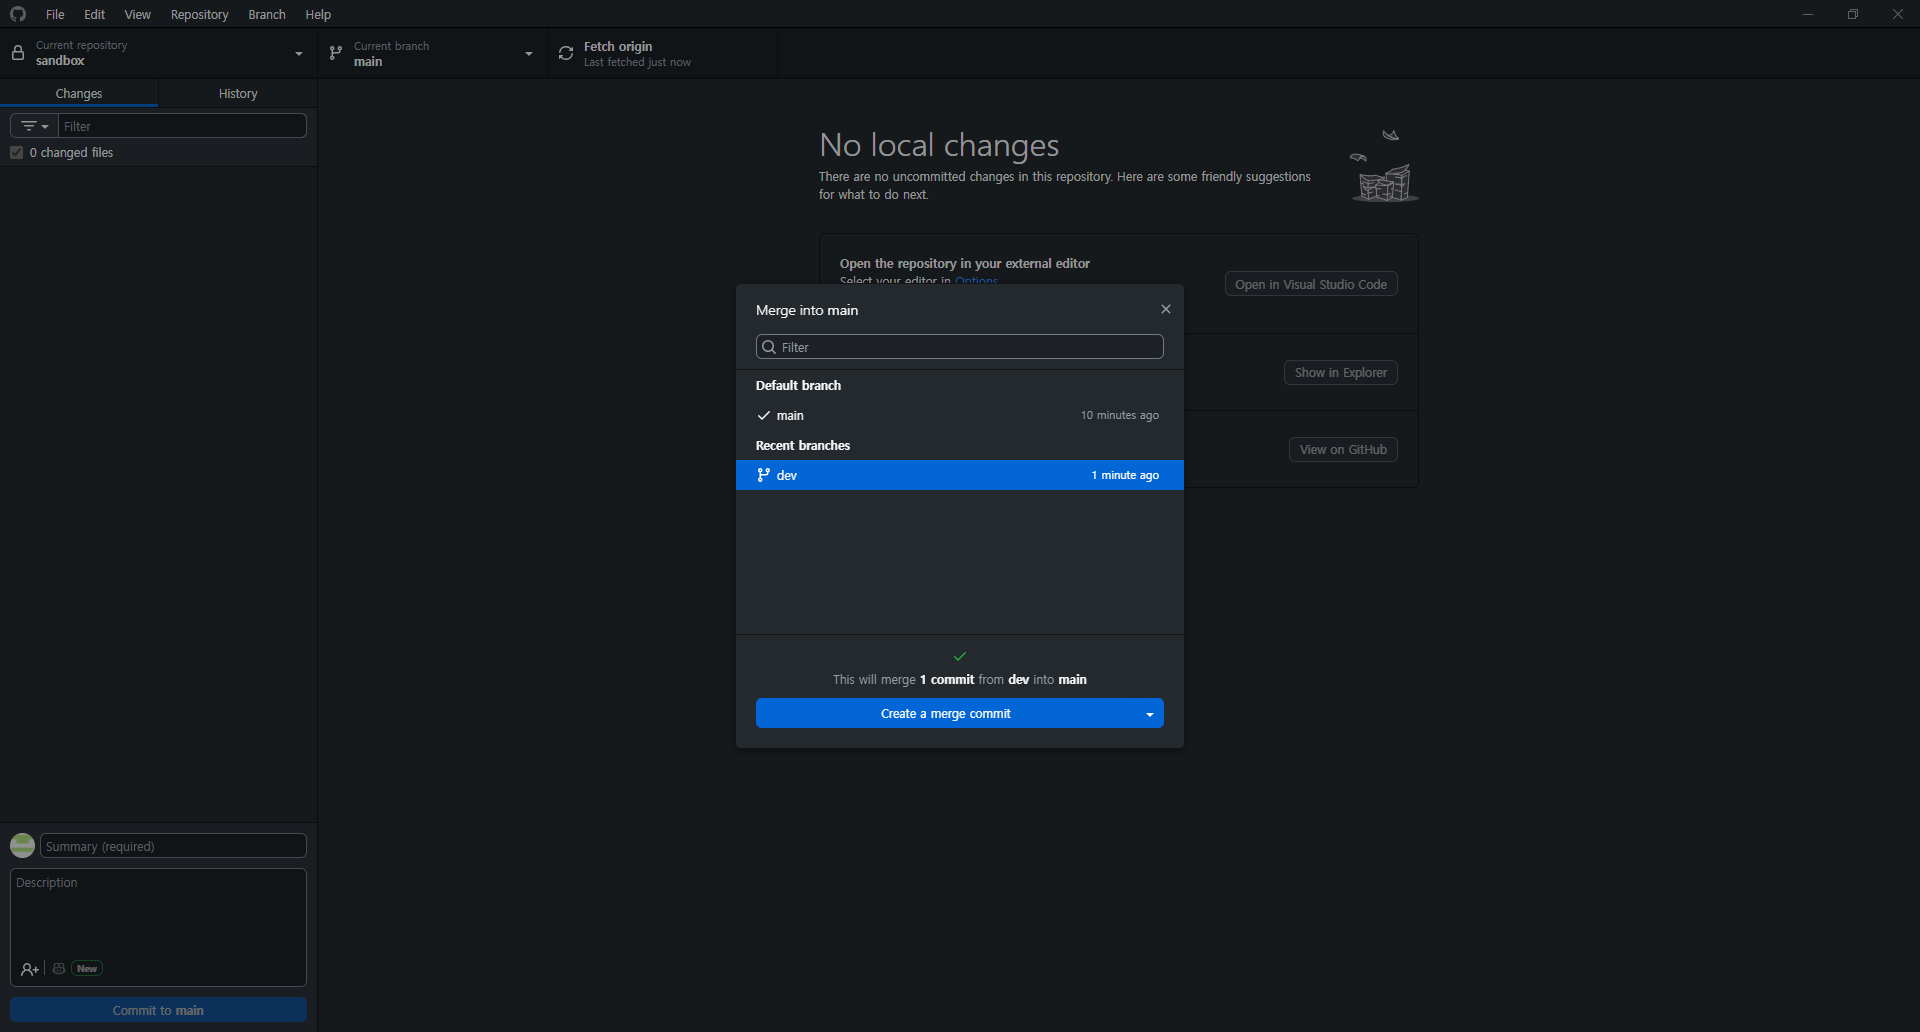 File Edit View Repository Branch Help
Current repository
sandbox
Current branch
main
Fetch origin
Last fetched just now
Changes
History
Filter
0 changed files
No local changes
There are no uncommitted changes in this repository. Here are some friendly suggestions
for what to do next.
Open the repository in your external editor
Select your editor in Options
Open in Visual Studio Code
Show in Explorer
View on GitHub
Merge into main
Filter
Default branch
main 10 minutes ago
Recent branches
dev 1 minute ago
This will merge 1 commit from dev into main
Create a merge commit
Summary (required)
Description
New
Commit to main